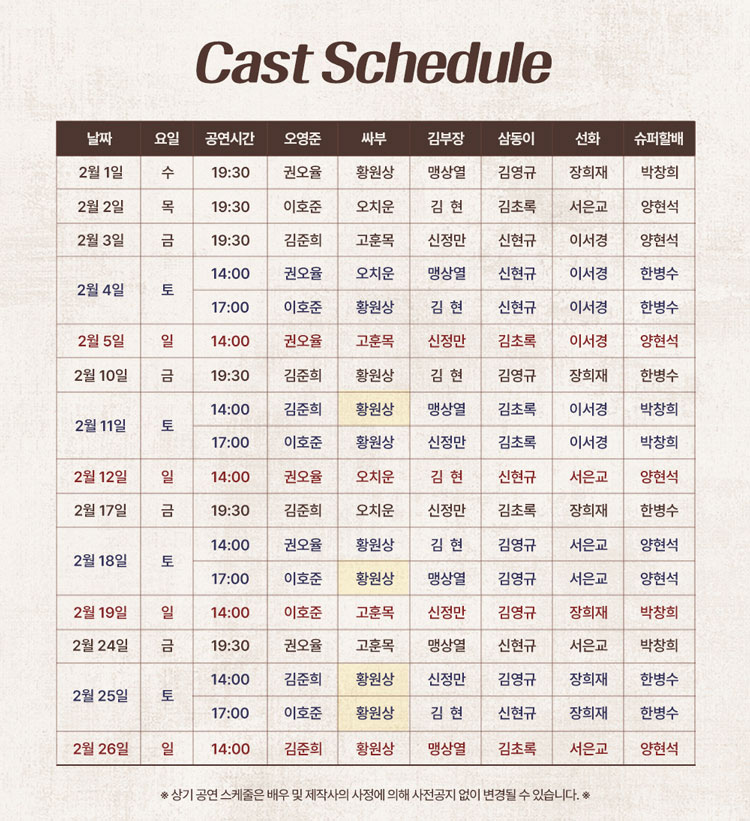 Cast Schedule
날짜 요일 공연시간 오영준 싸부 김부장 삼동이 선화 슈퍼할배
2월 1일 수 19:30 권오율 황원상 맹상열 김영규 장희재 박창희
2월 2일 목 19:30 이호준 오치운 김 현 김초록 서은교 양현석
2월 3일 금 19:30 김준희 고훈목 신정만 신현규 이서경 양현석
2월 4일 토 14:00 권오율 오치운 맹상열 신현규 이서경 한병수
17:00 이호준 황원상 김 현 신현규 이서경 한병수
2월 5일 일 14:00 권오율 고훈목 신정만 김초록 이서경 양현석
2월 10일 금 19:30 김준희 황원상 김 현 김영규 장희재 한병수
2월 11일 토 14:00 김준희 황원상 맹상열 김초록 이서경 박창희
17:00 이호준 황원상 신정만 김초록 이서경 박창희
2월 12일 일 14:00 권오율 오치운 김 현 신현규 서은교 양현석
2월 17일 금 19:30 김준희 오치운 신정만 김초록 장희재 한병수
2월 18일 토 14:00 권오율 황원상 김 현 김영규 서은교 양현석
17:00 이호준 황원상 맹상열 김영규 서은교 양현석
2월 19일 일 14:00 이호준 고훈목 신정만 김영규 장희재 박창희
2월 24일 금 19:30 권오율 고훈목 맹상열 신현규 서은교 박창희
2월 25일 토 14:00 김준희 황원상 신정만 김영규 장희재 한병수
17:00 이호준 황원상 김 현 신현규 장희재 한병수
2월 26일 일 14:00 김준희 황원상 맹상열 김초록 서은교 양현석
※ 상기 공연 스케줄은 배우 및 제작사의 사정에 의해 사전공지 없이 변경될 수 있습니다. ※